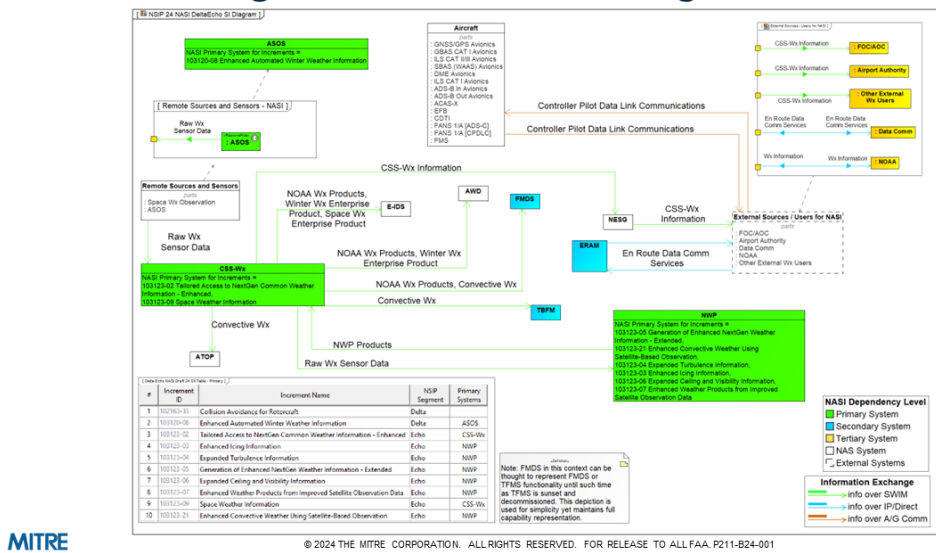 [ NSIP 24 NASI DeltaEcho SI Diagram ]
ASOS
NASI Primary System for Increments =
103120-08 Enhanced Automated Winter Weather Information
[ Remote Sources and Sensors - NASI ]
Raw Wx
Sensor Data
: ASOS
Remote Sources and Sensors
parts
: Space Wx Observation
: ASOS
Raw Wx
Sensor Data
Aircraft
parts
: GNSS/GPS Avionics
: GBAS CAT I Avionics
: ILS CAT II/III Avionics
: SBAS (WAAS) Avionics
: DME Avionics
: ILS CAT I Avionics
: ADS-B In Avionics
: ADS-B Out Avionics
: ACAS-X
: EFB
: CDTI
: FANS 1/A [ADS-C]
: FANS 1/A [CPDLC]
: FMS
Controller Pilot Data Link Communications
Controller Pilot Data Link Communications
[ External Sources / Users for NASI ]
CSS-Wx Information
: FOC/AOC
CSS-Wx Information
: Airport Authority
CSS-Wx Information
: Other External
Wx Users
En Route Data
Comm Services
En Route Data
Comm Services
: Data Comm
Wx Information
Wx Information
: NOAA
CSS-Wx Information
NOAA Wx Products,
Winter Wx Enterprise
Product, Space Wx
Enterprise Product
E-IDS
AWD
FMDS
NESG
CSS-Wx
Information
External Sources / Users for NASI
parts
: FOC/AOC
: Airport Authority
: Data Comm
: NOAA
: Other External Wx Users
ERAM
En Route Data Comm
Services
NOAA Wx Products, Winter Wx
Enterprise Product
CSS-Wx
NASI Primary System for Increments =
103123-02 Tailored Access to NextGen Common Weather
Information - Enhanced,
103123-09 Space Weather Information
NOAA Wx Products, Convective Wx
Convective Wx
TBFM
Convective Wx
ATOP
NWP Products
Raw Wx Sensor Data
NWP
NASI Primary System for Increments =
103123-05 Generation of Enhanced NextGen Weather
Information - Extended,
103123-21 Enhanced Convective Weather Using
Satellite-Based Observation,
103123-04 Expanded Turbulence Information,
103123-03 Enhanced Icing Information,
103123-06 Expanded Ceiling and Visibility Information,
103123-07 Enhanced Weather Products from Improved
Satellite Observation Data
[ Delta Echo NASI Draft 24 SI Table - Primary ]
# Increment ID Increment Name NSIP Segment Primary Systems
1 102163-33 Collision Avoidance for Rotorcraft Delta
2 103120-08 Enhanced Automated Winter Weather Information Delta ASOS
3 103123-02 Tailored Access to NextGen Common Weather Information - Enhanced Echo CSS-Wx
4 103123-03 Enhanced Icing Information Echo NWP
5 103123-04 Expanded Turbulence Information Echo NWP
6 103123-05 Generation of Enhanced NextGen Weather Information - Extended Echo NWP
7 103123-06 Expanded Ceiling and Visibility Information Echo NWP
8 103123-07 Enhanced Weather Products from Improved Satellite Observation Data Echo NWP
9 103123-09 Space Weather Information Echo CSS-Wx
10 103123-21 Enhanced Convective Weather Using Satellite-Based Observation Echo NWP
Note: FMDS in this context can be
thought to represent FMDS or
TFMS functionality until such time
as TFMS is sunset and
decommissioned. This depiction is
used for simplicity yet maintains full
capability representation.
NASI Dependency Level
Primary System
Secondary System
Tertiary System
NAS System
External Systems
Information Exchange
info over SWIM
info over IP/Direct
info over A/G Comm
MITRE
© 2024 THE MITRE CORPORATION. ALL RIGHTS RESERVED. FOR RELEASE TO ALL FAA. P211-B24-001